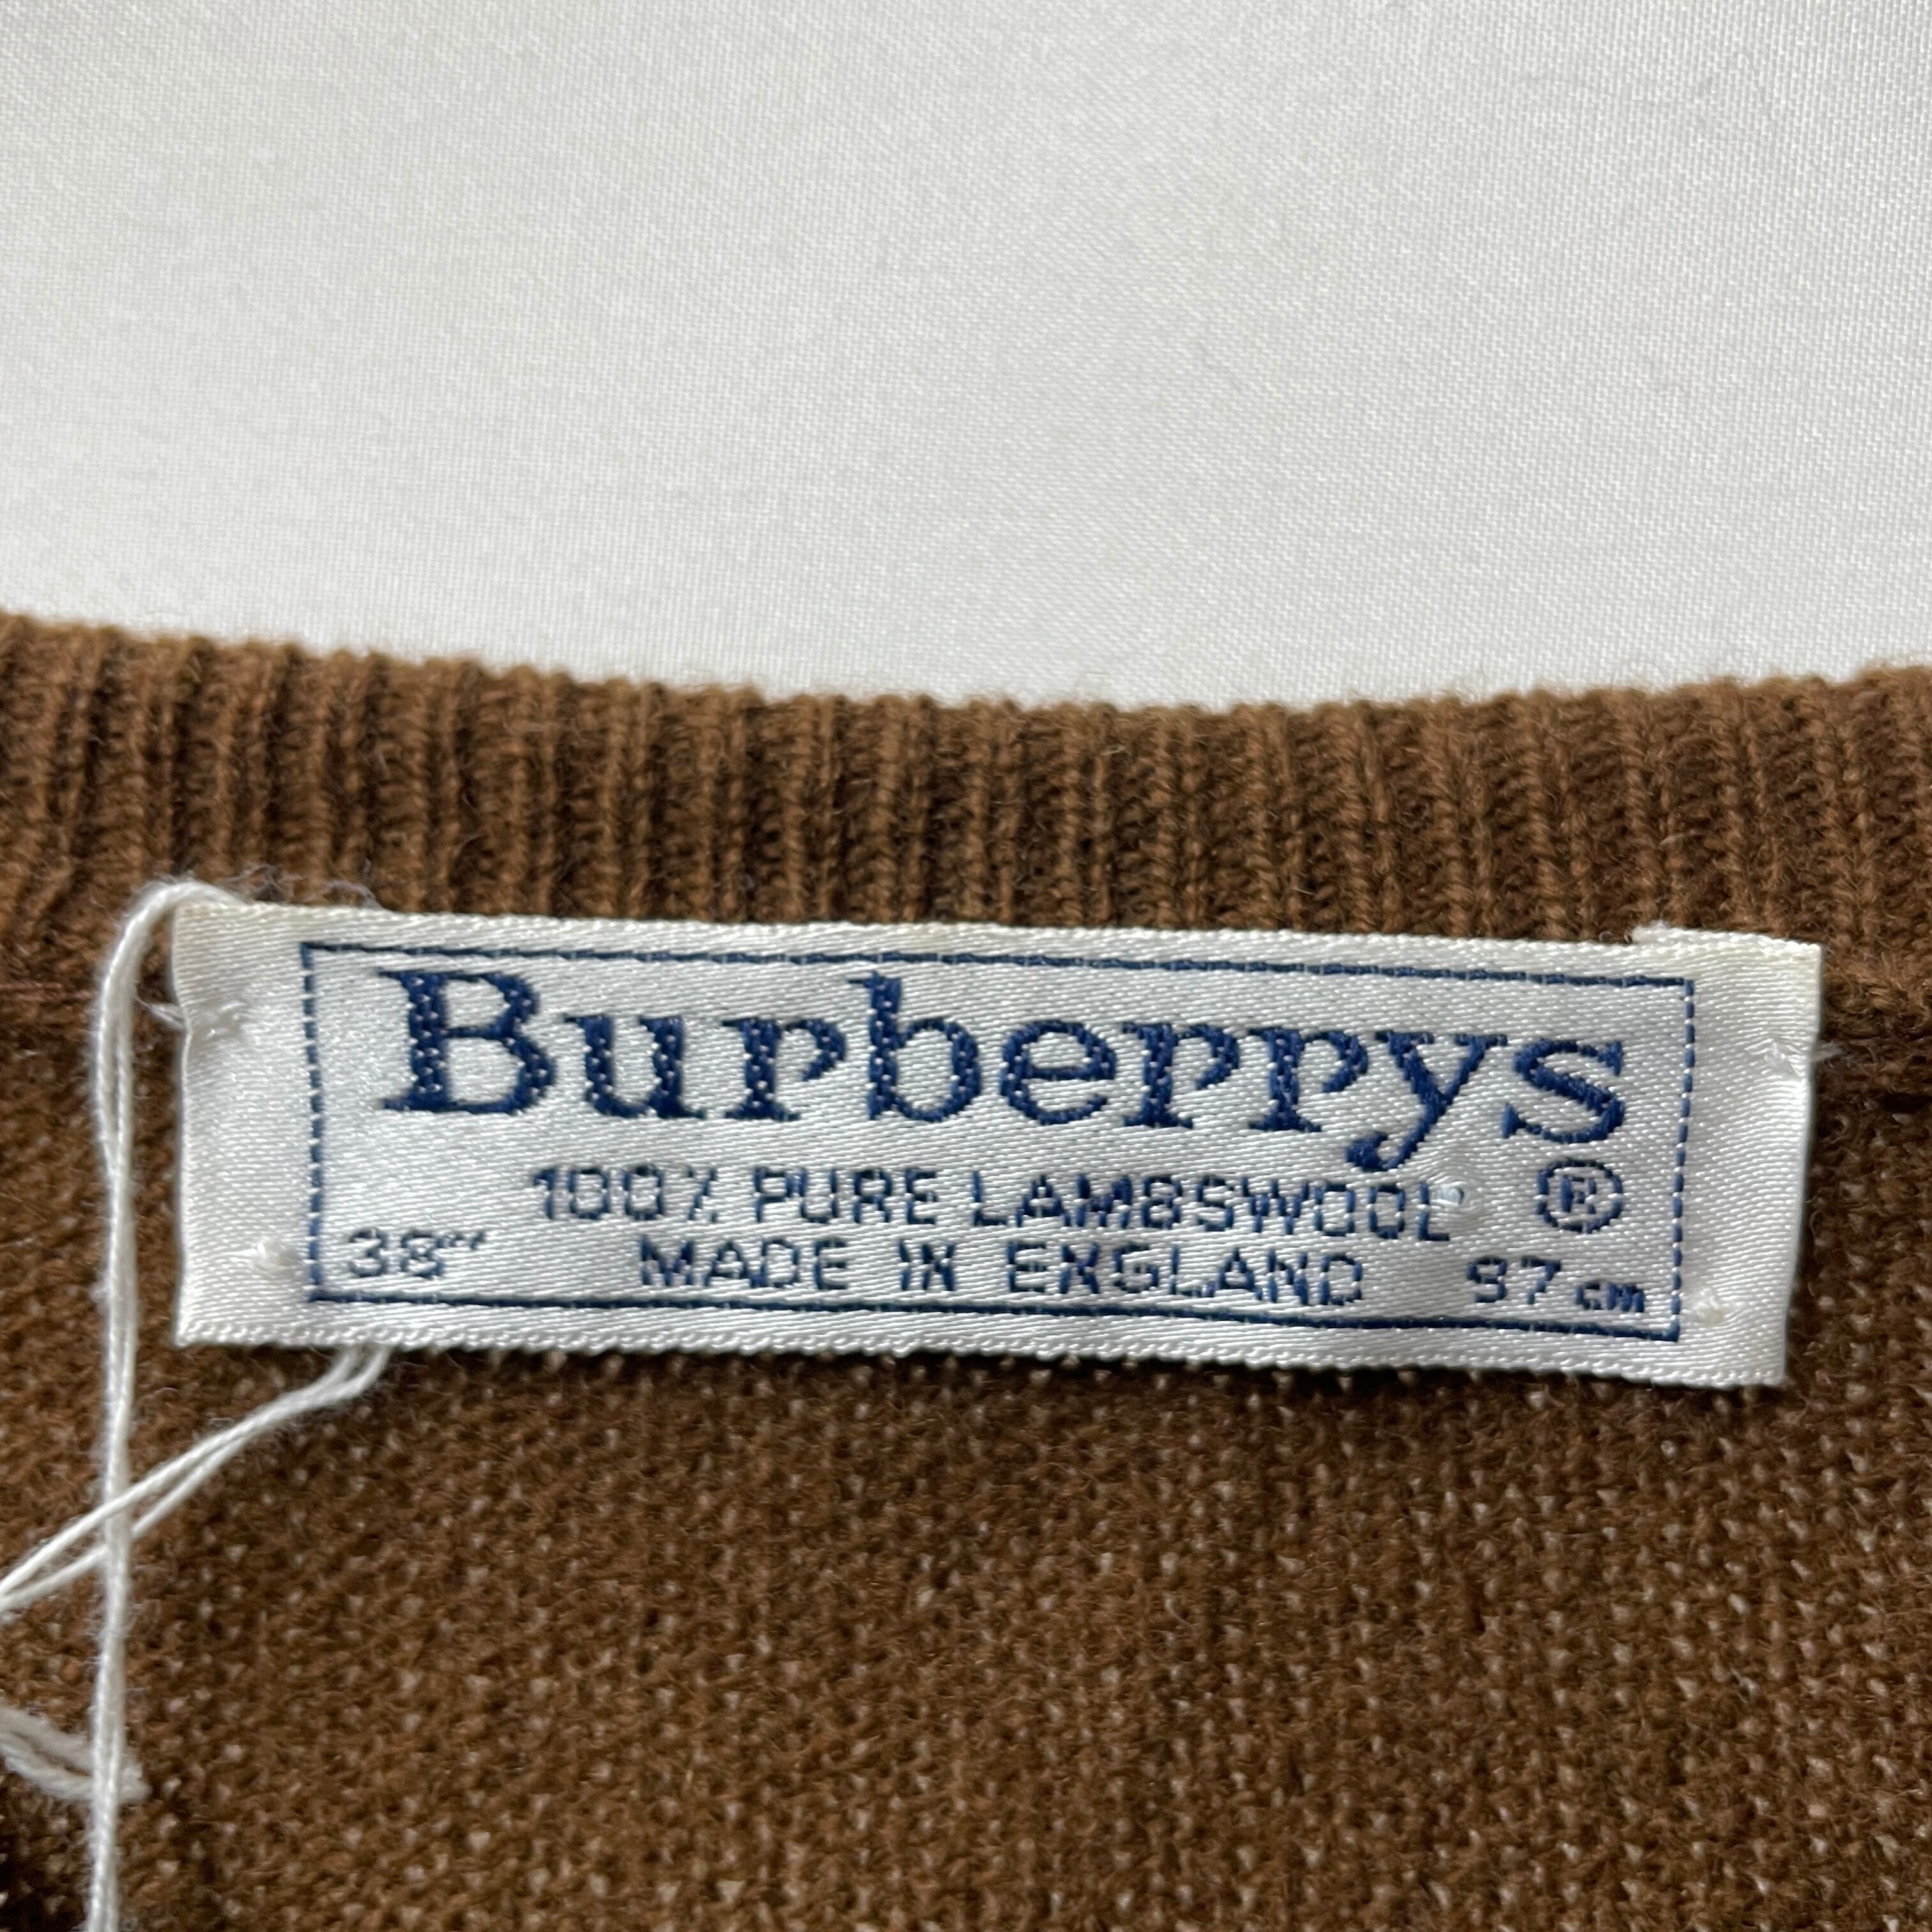 Burberrys
100% PURE LAMBSWOOL ®
38" MADE IN ENGLAND 97 cm